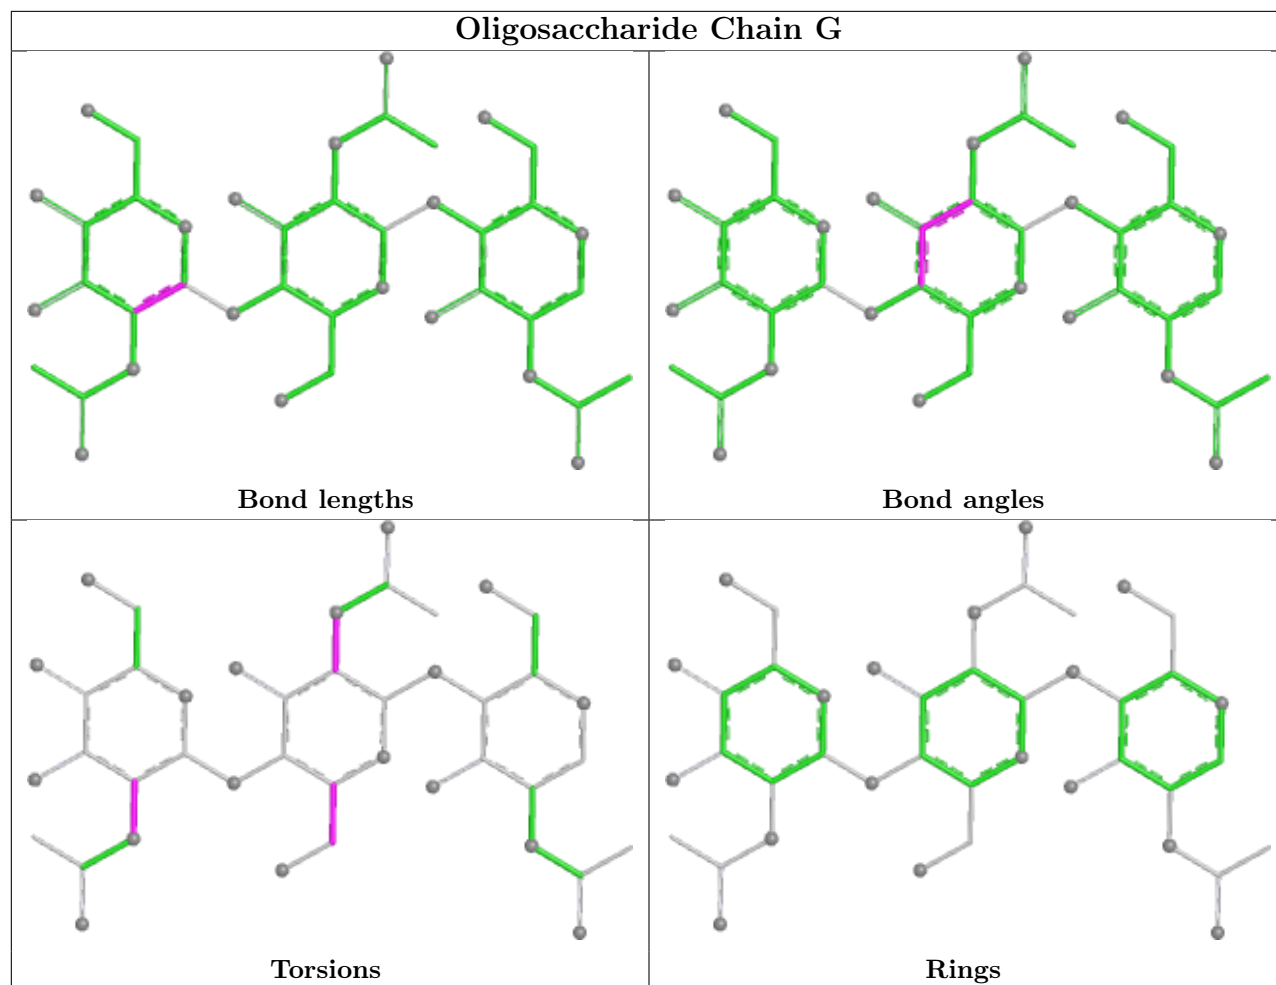 Oligosaccharide Chain G
Bond lengths
Bond angles
Torsions
Rings